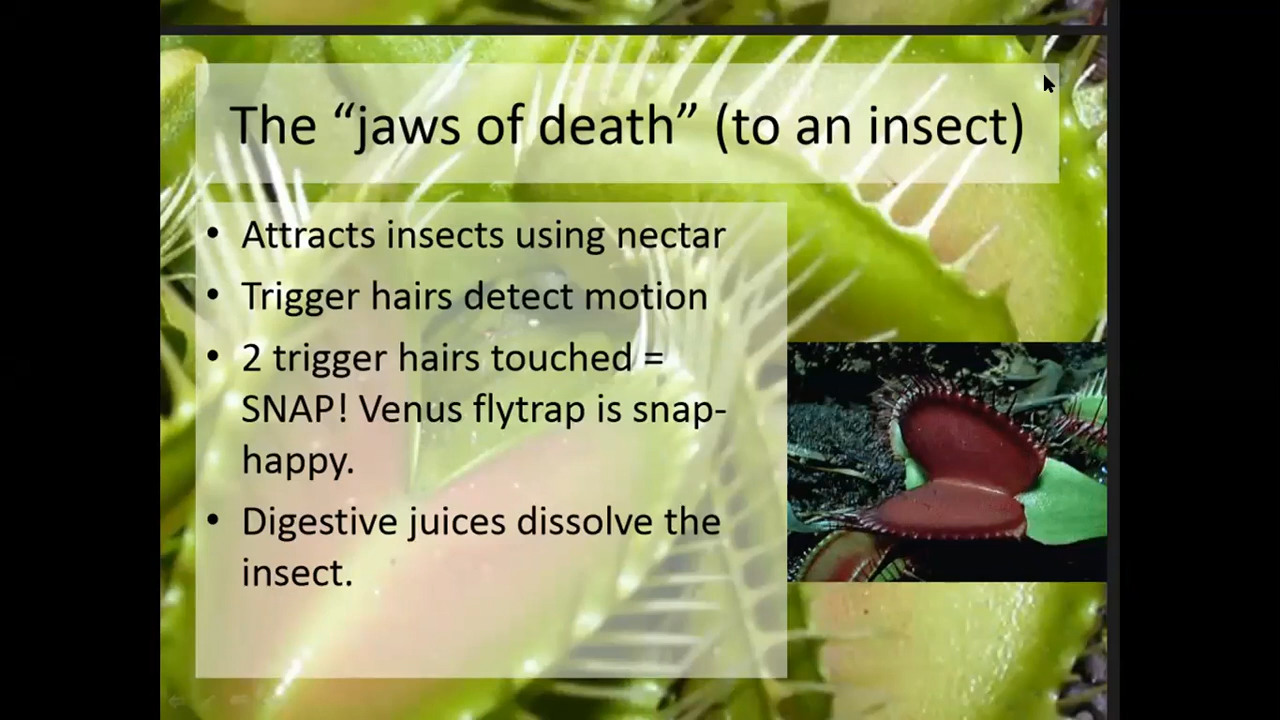 The “jaws of death” (to an insect)
• Attracts insects using nectar
• Trigger hairs detect motion
• 2 trigger hairs touched =
SNAP! Venus flytrap is snap-
happy.
• Digestive juices dissolve the
insect.